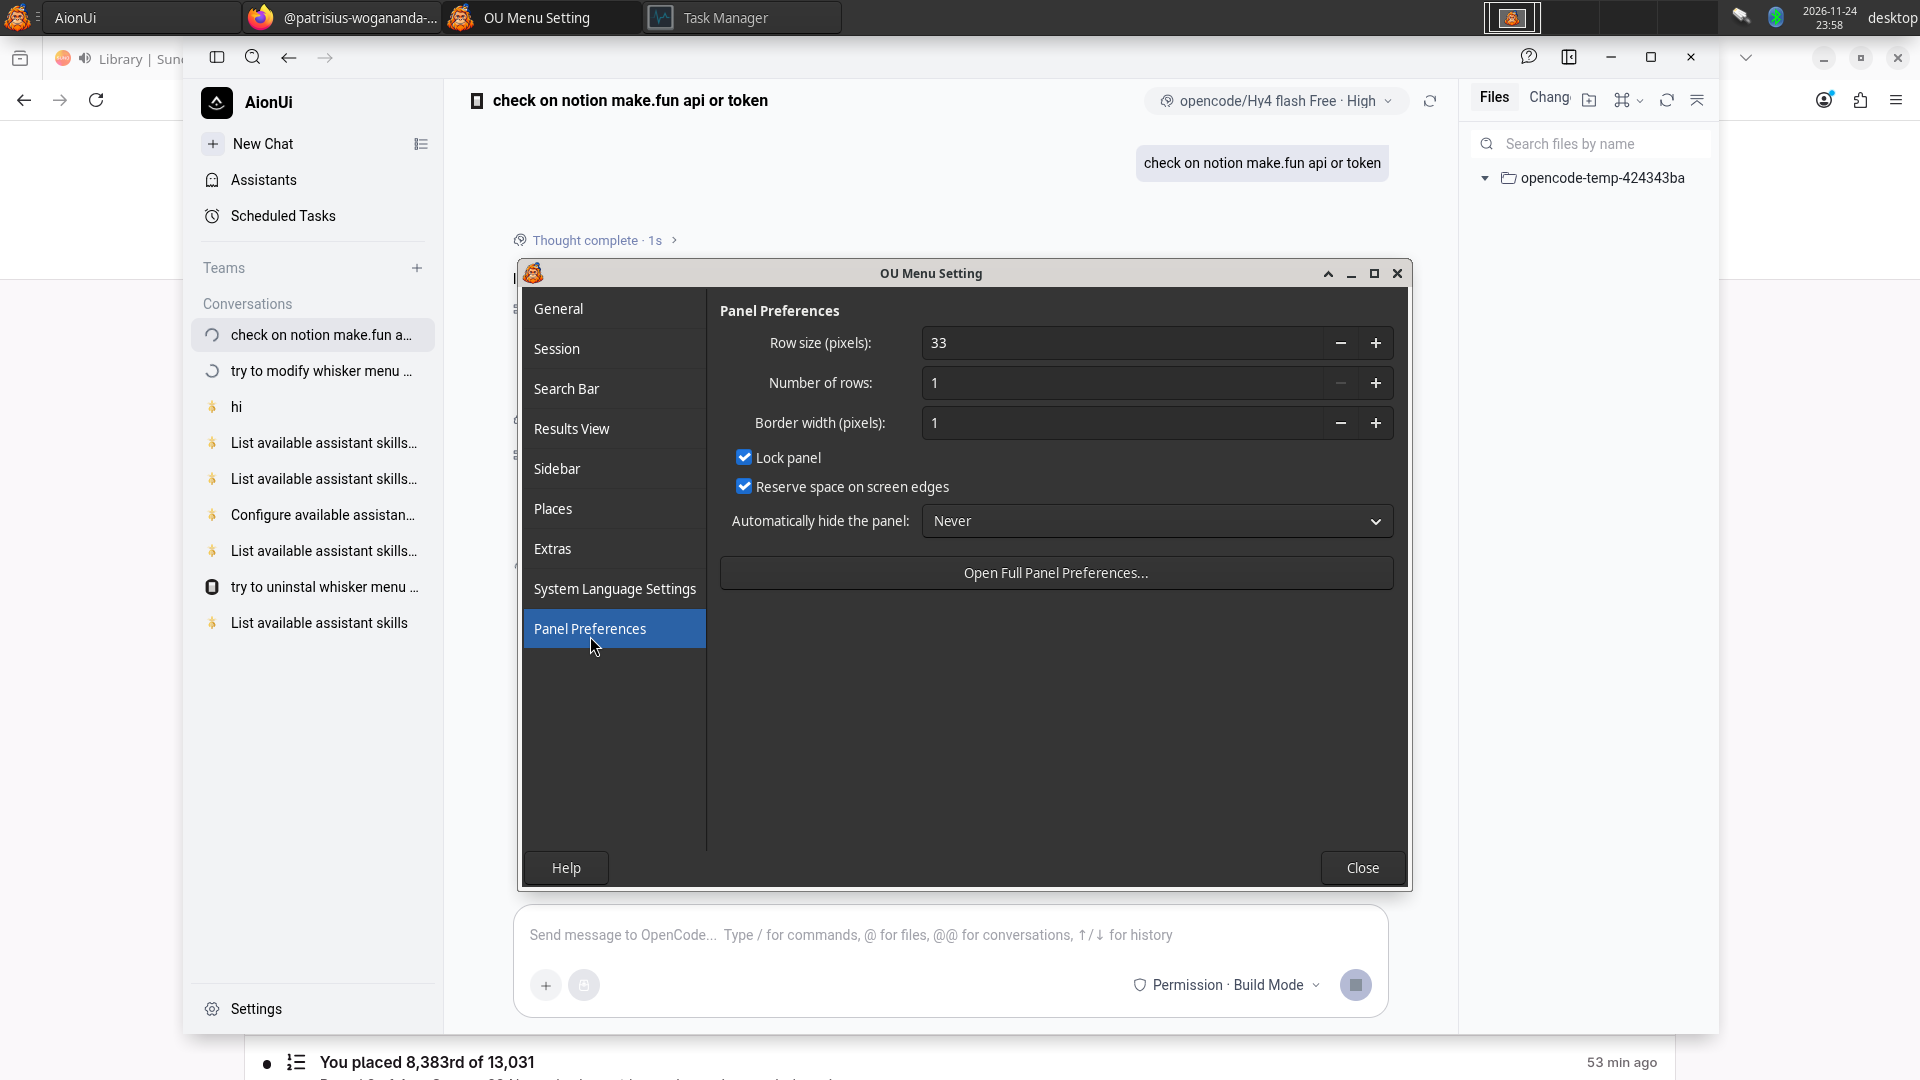 AionUi
@patrisius-wogananda-...
OU Menu Setting
Task Manager
2026-11-24
23:58
desktop
Library | Sun
AionUi
New Chat
Assistants
Scheduled Tasks
Teams
Conversations
check on notion make.fun a...
try to modify whisker menu ...
hi
List available assistant skills...
List available assistant skills...
Configure available assistan...
List available assistant skills...
try to uninstal whisker menu ...
List available assistant skills
Settings
check on notion make.fun api or token
opencode/Hy4 flash Free · High
check on notion make.fun api or token
Thought complete · 1s
OU Menu Setting
General
Session
Search Bar
Results View
Sidebar
Places
Extras
System Language Settings
Panel Preferences
Panel Preferences
Row size (pixels):
33
Number of rows:
1
Border width (pixels):
1
Lock panel
Reserve space on screen edges
Automatically hide the panel:
Never
Open Full Panel Preferences...
Help
Close
Send message to OpenCode... Type / for commands, @ for files, @@ for conversations, ↑/↓ for history
Permission · Build Mode
Files
Chang
Search files by name
opencode-temp-424343ba
You placed 8,383rd of 13,031
53 min ago